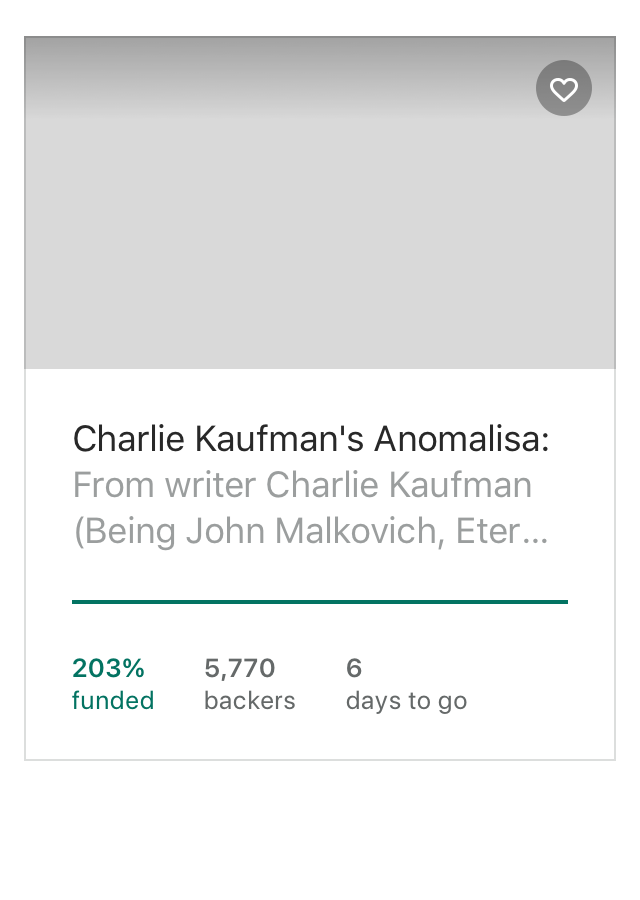 Charlie Kaufman's Anomalisa:
From writer Charlie Kaufman
(Being John Malkovich, Eter...
203%
funded
5,770
backers
6
days to go